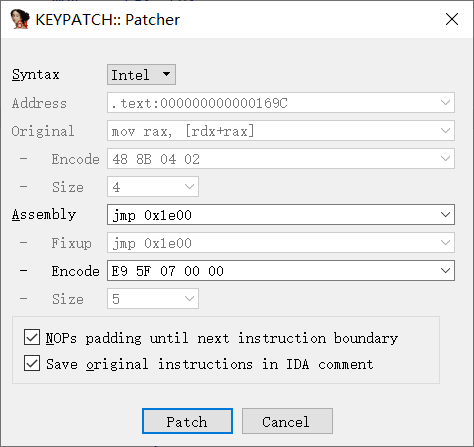 KEYPATCH:: Patcher
Syntax Intel
Address .text:000000000000169C
Original mov rax, [rdx+rax]
- Encode 48 8B 04 02
- Size 4
Assembly jmp 0x1e00
- Fixup jmp 0x1e00
- Encode E9 5F 07 00 00
- Size 5
NOPs padding until next instruction boundary
Save original instructions in IDA comment
Patch Cancel